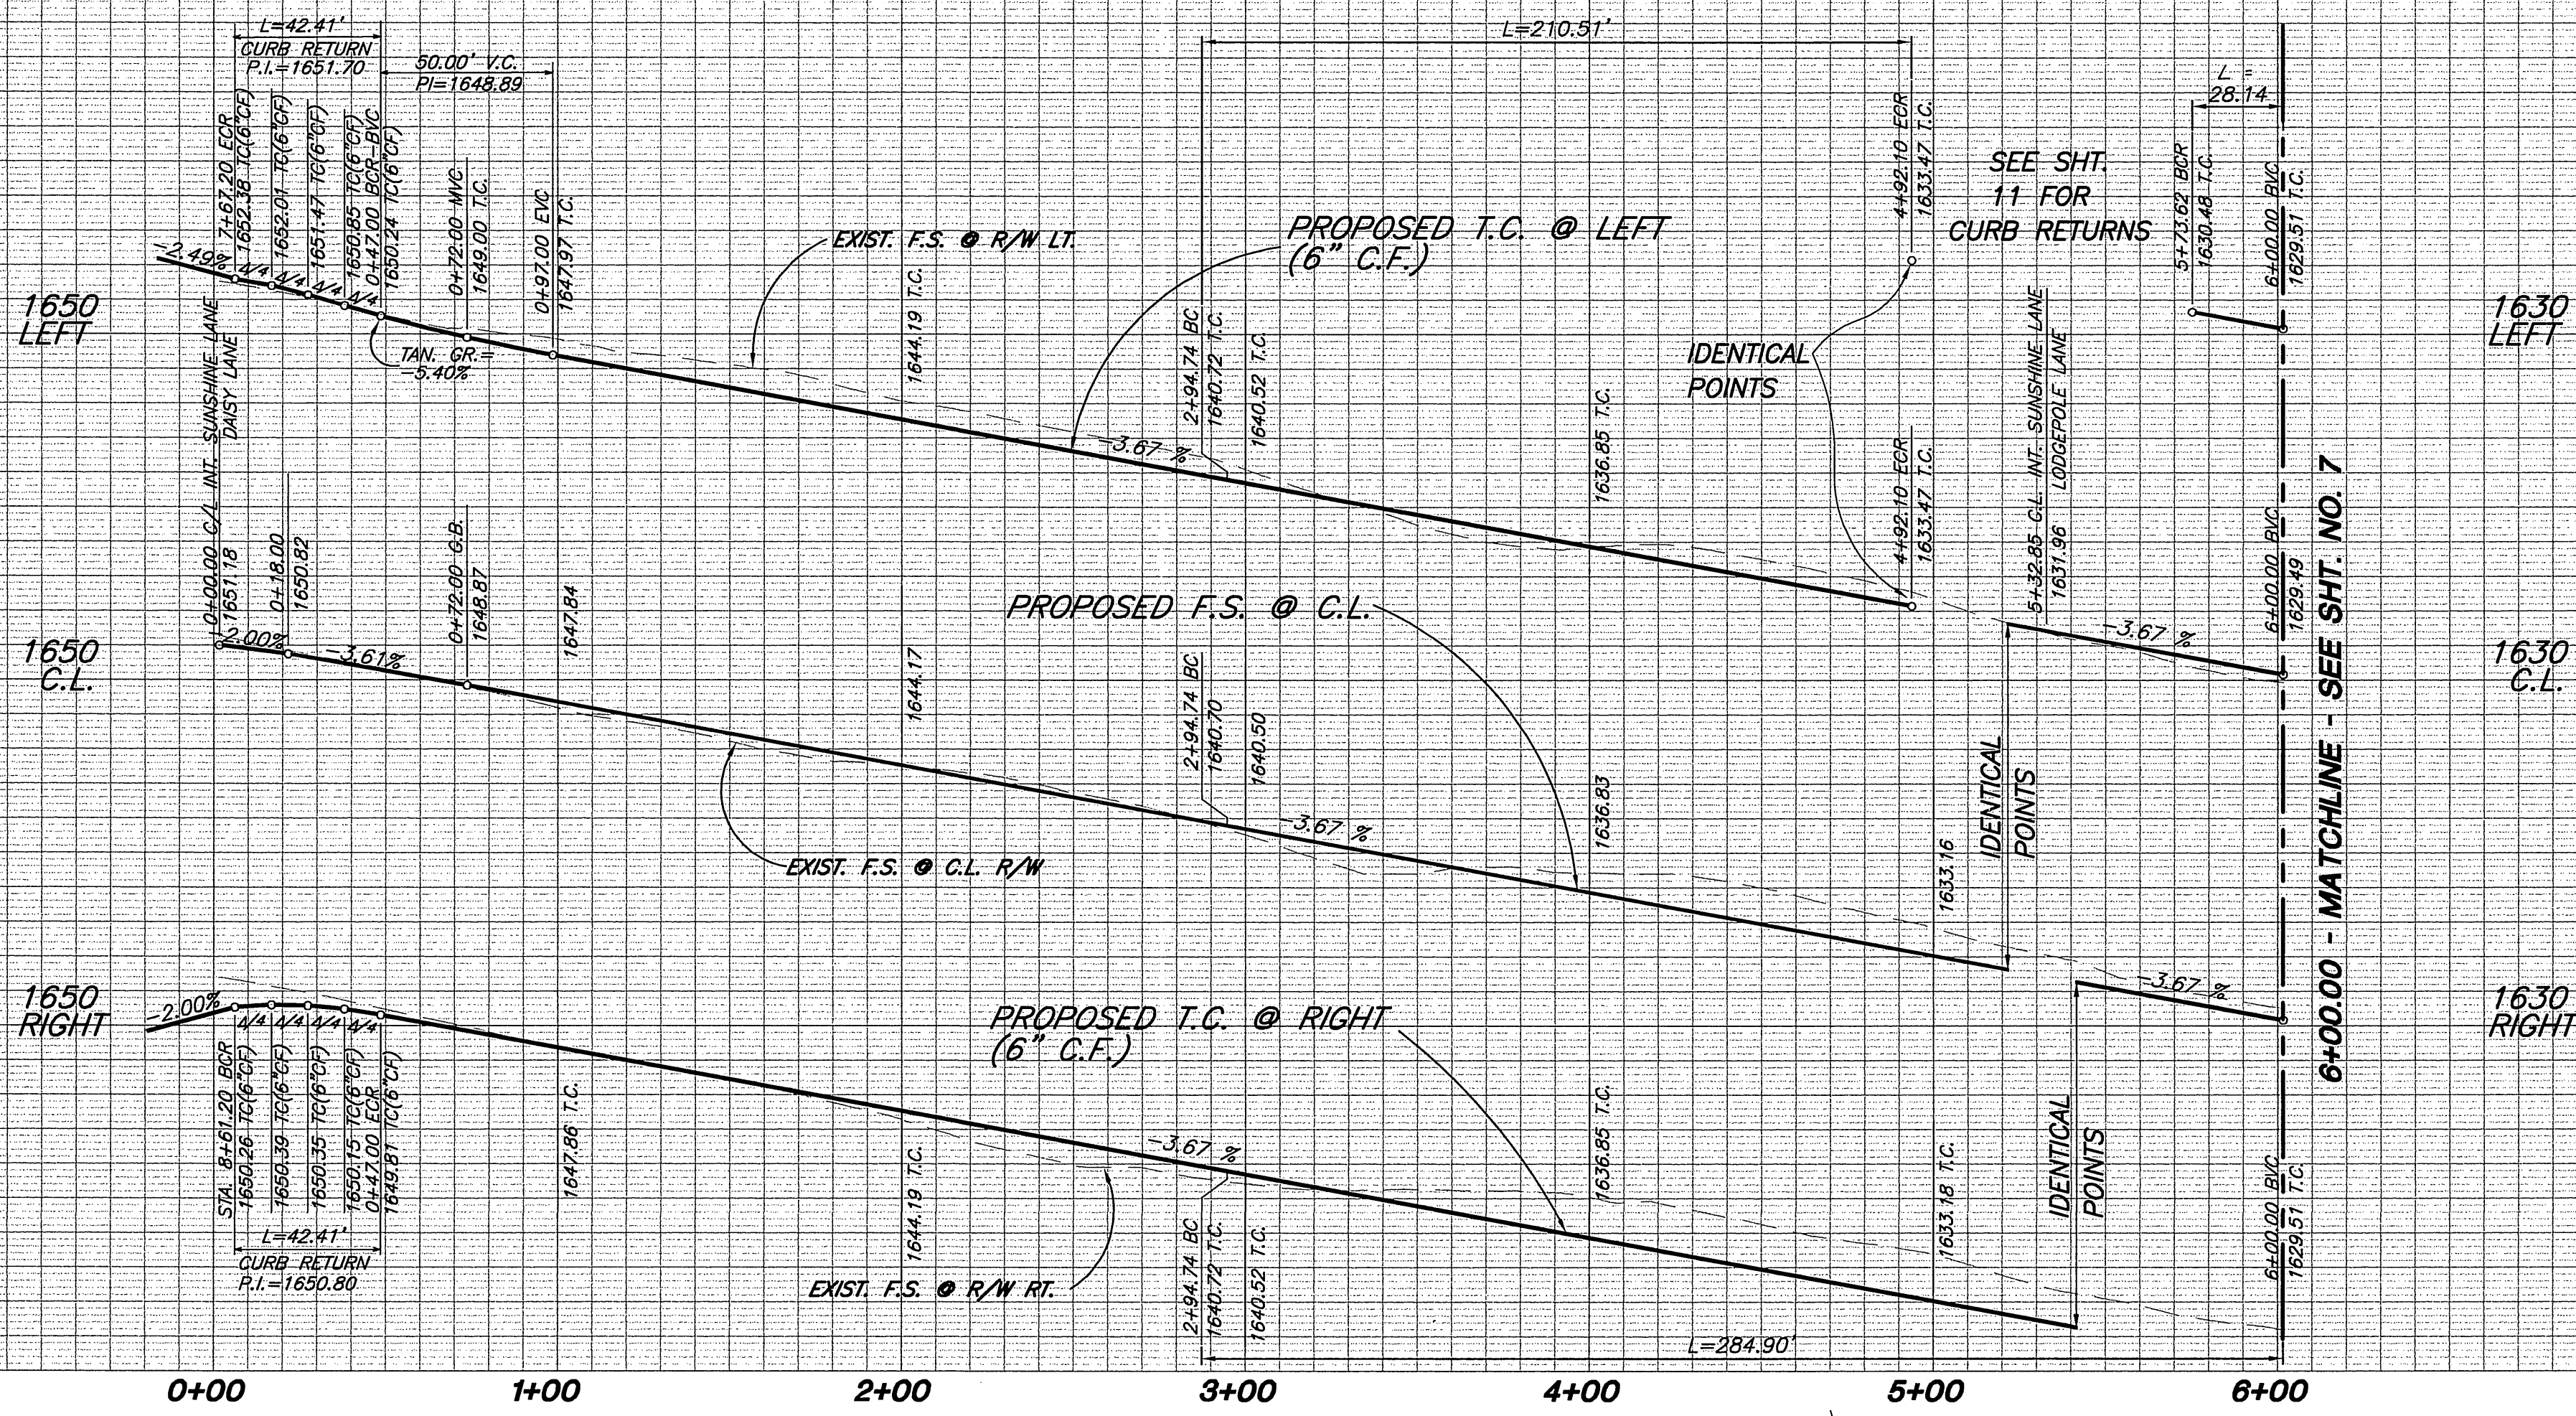 L=42.41'
CURB RETURN
P.I.=1651.70
50.00' V.C.
PI=1648.89
7+67.20 ECR
1652.38 TC(6"CF)
1652.01 TC(6"CF)
1651.47 TC(6"CF)
1650.85 TC(6"CF)
0+47.00 BCR-BVC
1650.24 TC(6"CF)
0+72.00 MVC
1649.00 T.C.
0+97.00 EVC
1647.97 T.C.
-2.49%
Δ/4
Δ/4
Δ/4
Δ/4
TAN. GR.=
-5.40%
EXIST. F.S. @ R/W LT.
1644.19 T.C.
L=210.51'
PROPOSED T.C. @ LEFT
(6" C.F.)
2+94.74 BC
1640.72 T.C.
1640.52 T.C.
-3.67 %
1636.85 T.C.
IDENTICAL
POINTS
4+92.10 ECR
1633.47 T.C.
4+92.10 ECR
1633.47 T.C.
SEE SHT.
11 FOR
CURB RETURNS
L =
28.14
5+73.62 BCR
1630.48 T.C.
6+00.00 BVC
1629.51 T.C.
1650
LEFT
1630
LEFT
0+00.00 C/L INT. SUNSHINE LANE
1651.18 DAISY LANE
0+18.00
1650.82
-2.00%
-3.61%
0+72.00 G.B.
1648.87
1647.84
1644.17
PROPOSED F.S. @ C.L.
2+94.74 BC
1640.70
1640.50
-3.67 %
1636.83
EXIST. F.S. @ C.L. R/W
1633.16
IDENTICAL
POINTS
5+32.85 C.L. INT. SUNSHINE LANE
1631.96 LODGEPOLE LANE
-3.67 %
6+00.00 BVC
1629.49
1650
C.L.
1630
C.L.
6+00.00 - MATCHLINE - SEE SHT. NO. 7
1650
RIGHT
1630
RIGHT
-2.00%
Δ/4
Δ/4
Δ/4
Δ/4
STA. 8+61.20 BCR
1650.26 TC(6"CF)
1650.39 TC(6"CF)
1650.35 TC(6"CF)
1650.15 TC(6"CF)
0+47.00 ECR
1649.81 TC(6"CF)
L=42.41'
CURB RETURN
P.I.=1650.80
1647.86 T.C.
1644.19 T.C.
PROPOSED T.C. @ RIGHT
(6" C.F.)
-3.67 %
EXIST. F.S. @ R/W RT.
2+94.74 BC
1640.72 T.C.
1640.52 T.C.
1636.85 T.C.
1633.18 T.C.
IDENTICAL
POINTS
-3.67 %
6+00.00 BVC
1629.51 T.C.
L=284.90'
0+00 1+00 2+00 3+00 4+00 5+00 6+00